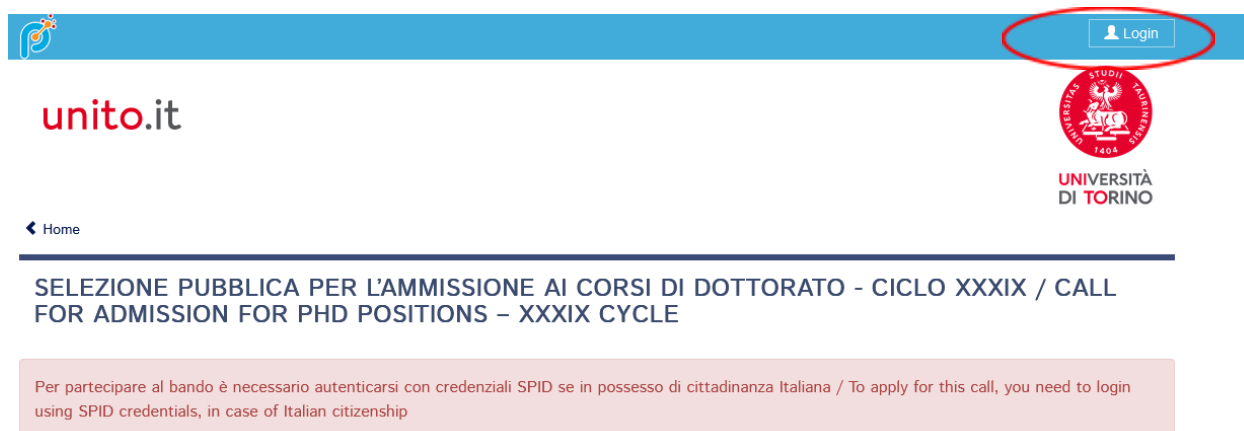 Login
unito.it
UNIVERSITAS STUDII TAURINENSIS
1404
UNIVERSITÀ
DI TORINO
Home
SELEZIONE PUBBLICA PER L'AMMISSIONE AI CORSI DI DOTTORATO - CICLO XXXIX / CALL
FOR ADMISSION FOR PHD POSITIONS – XXXIX CYCLE
Per partecipare al bando è necessario autenticarsi con credenziali SPID se in possesso di cittadinanza Italiana / To apply for this call, you need to login
using SPID credentials, in case of Italian citizenship